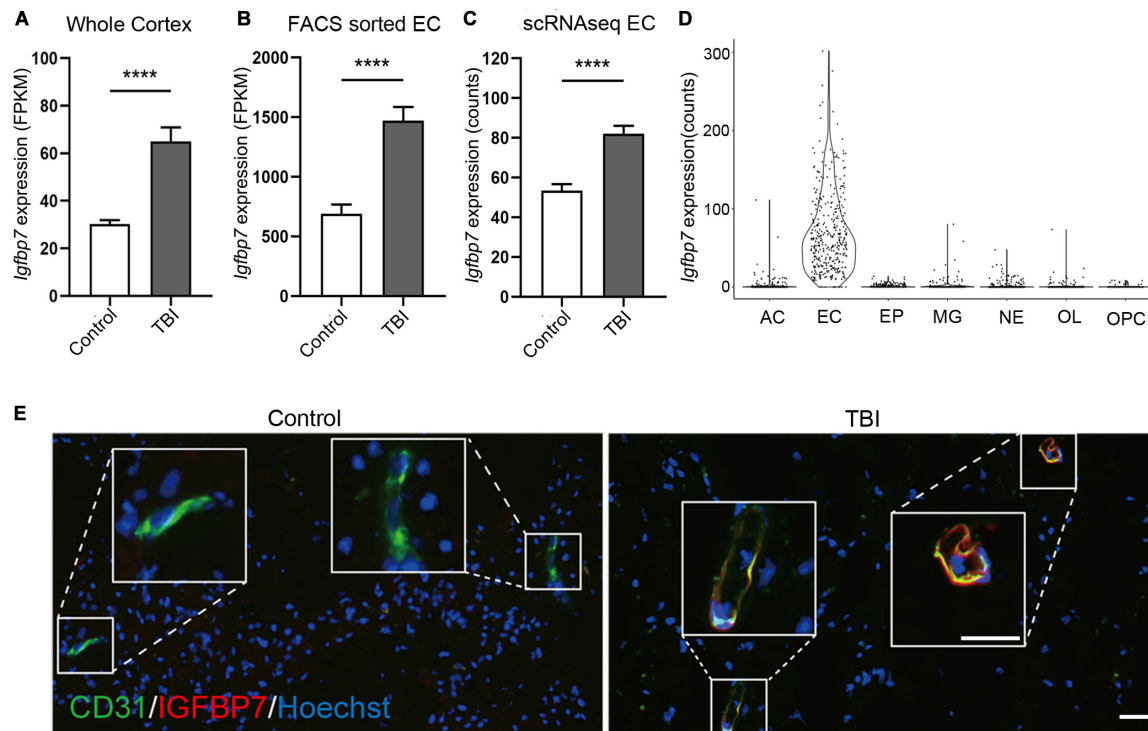 A Whole Cortex
Igfbp7 expression (FPKM)
100
80
60
40
20
0
****
Control
TBI
B FACS sorted EC
Igfbp7 expression (FPKM)
2000
1500
1000
500
0
****
Control
TBI
C scRNAseq EC
Igfbp7 expression (counts)
120
100
80
60
40
20
0
****
Control
TBI
D
Igfbp7 expression(counts)
300
200
100
0
AC EC EP MG NE OL OPC
E
Control
TBI
CD31/IGFBP7/Hoechst